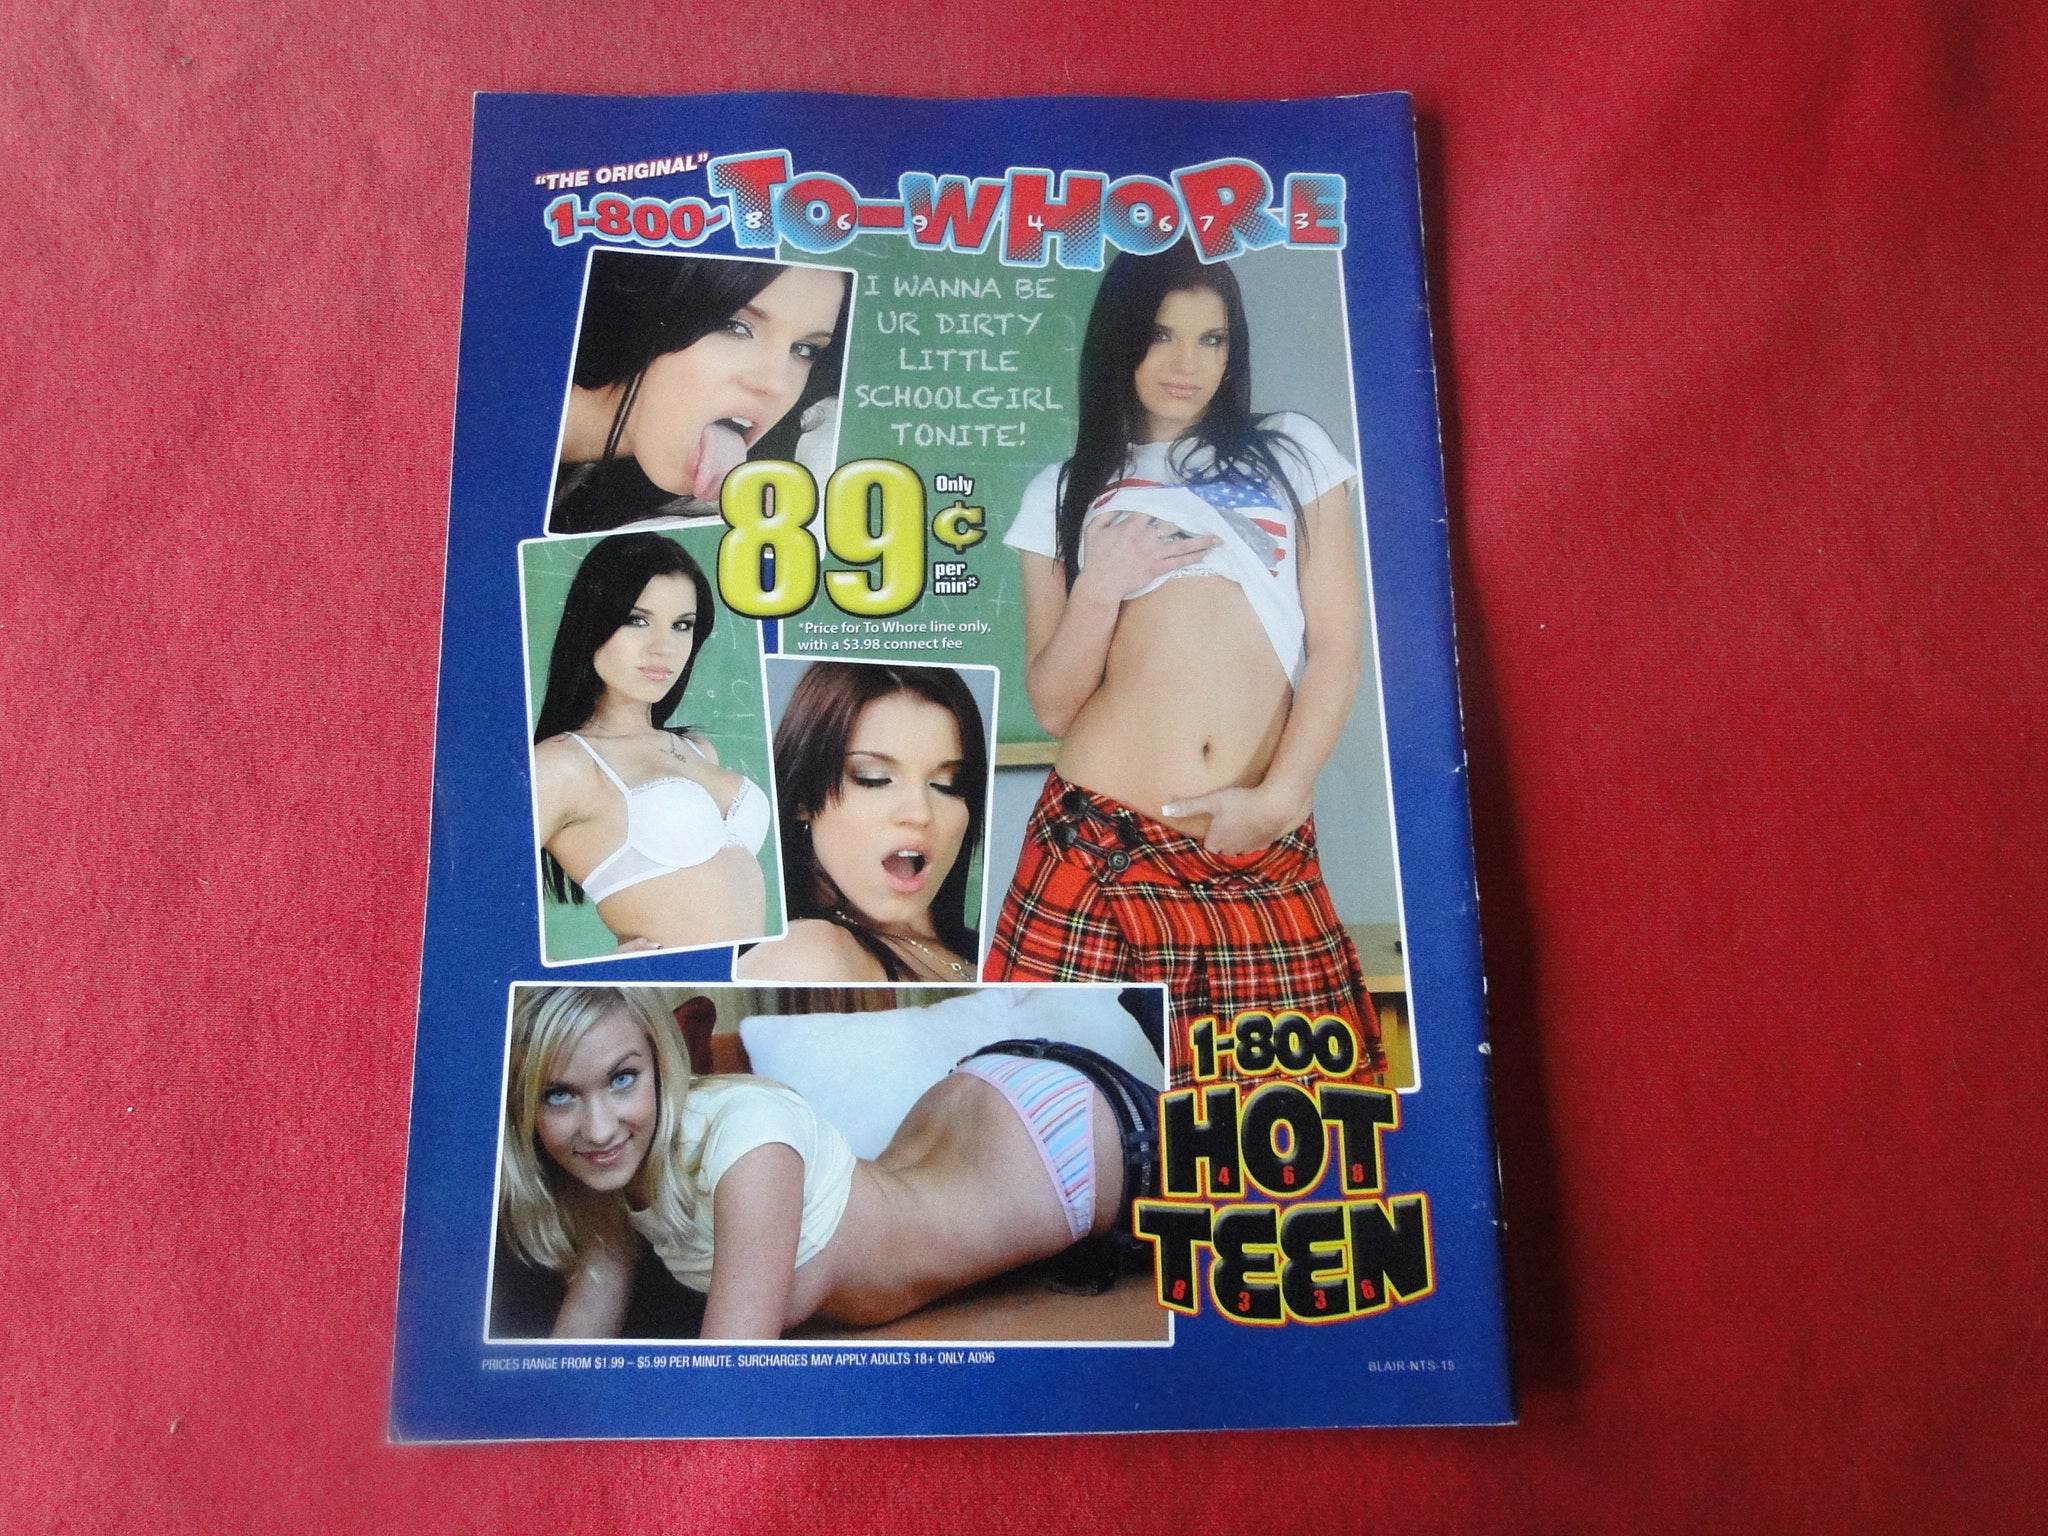 "THE ORIGINAL"
1-800-TO-WHORE
8 6 9 4 6 7 3
I WANNA BE
UR DIRTY
LITTLE
SCHOOLGIRL
TONITE!
89¢
Only
per
min*
*Price for To Whore line only,
with a $3.98 connect fee
1-800
HOT
4 6 8
TEEN
8 3 3 6
PRICES RANGE FROM $1.99 – $5.99 PER MINUTE. SURCHARGES MAY APPLY. ADULTS 18+ ONLY. A096
BLAIR-NTS-15